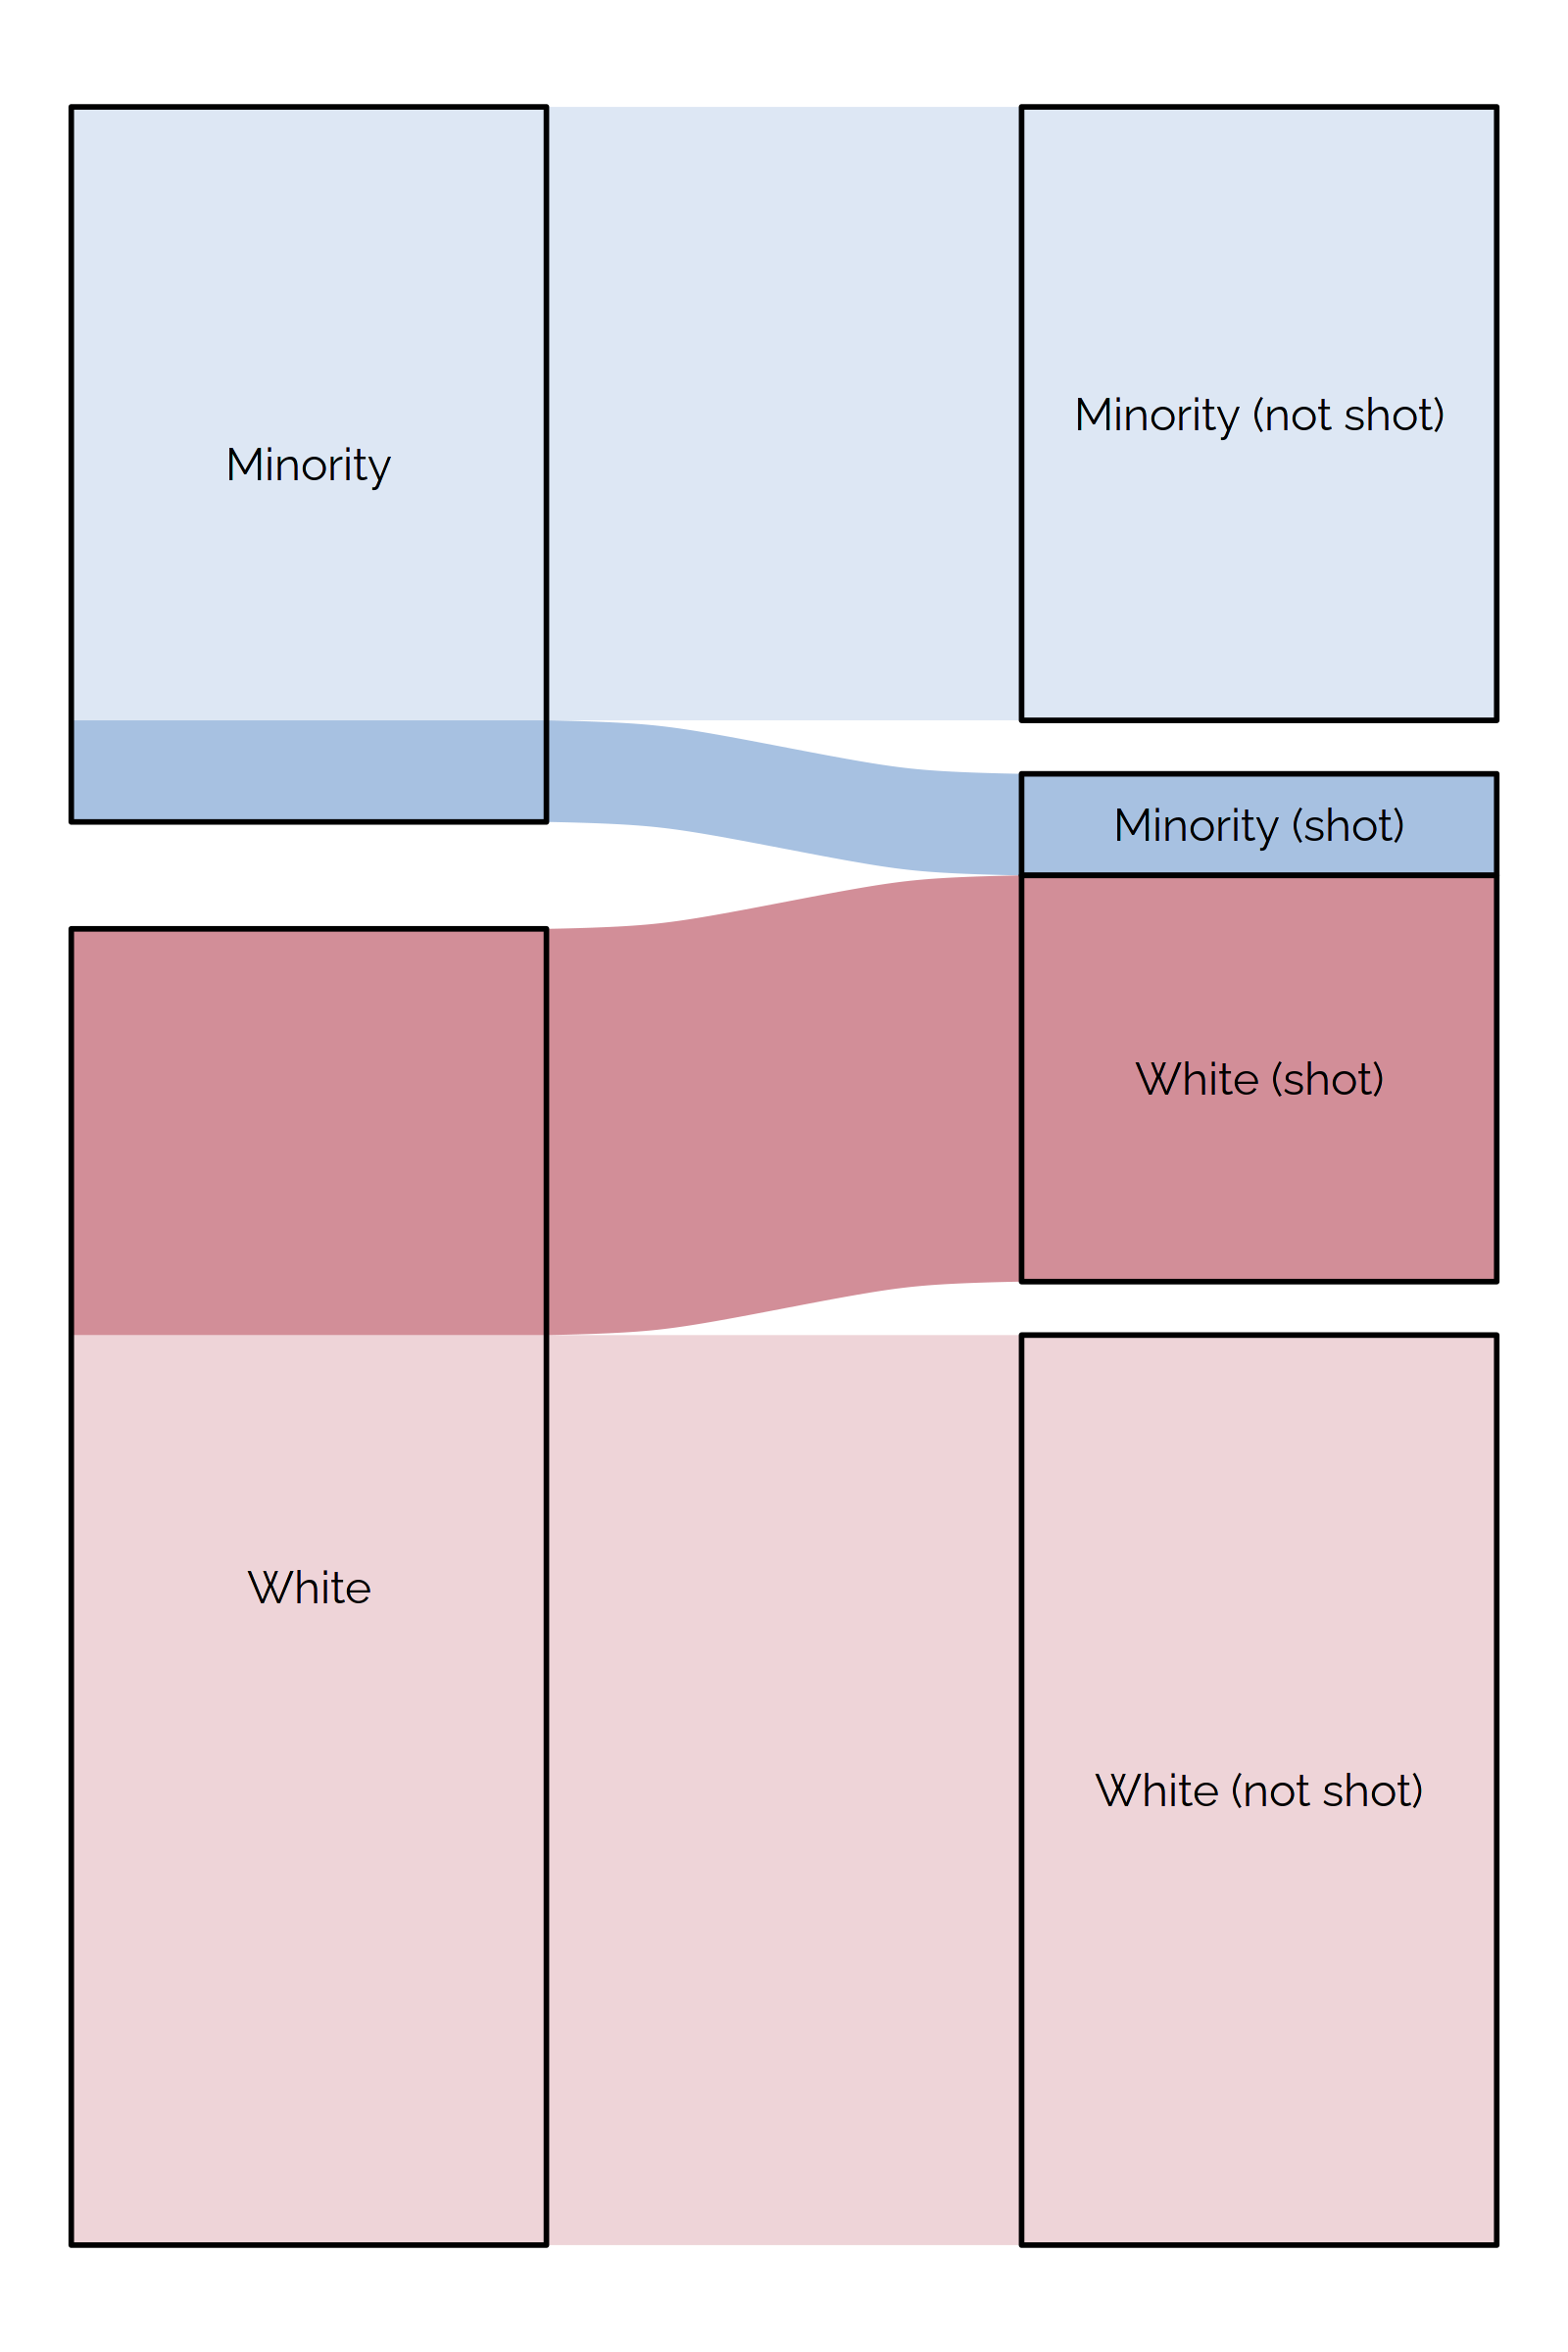 Minority
Minority (not shot)
Minority (shot)
White (shot)
White
White (not shot)